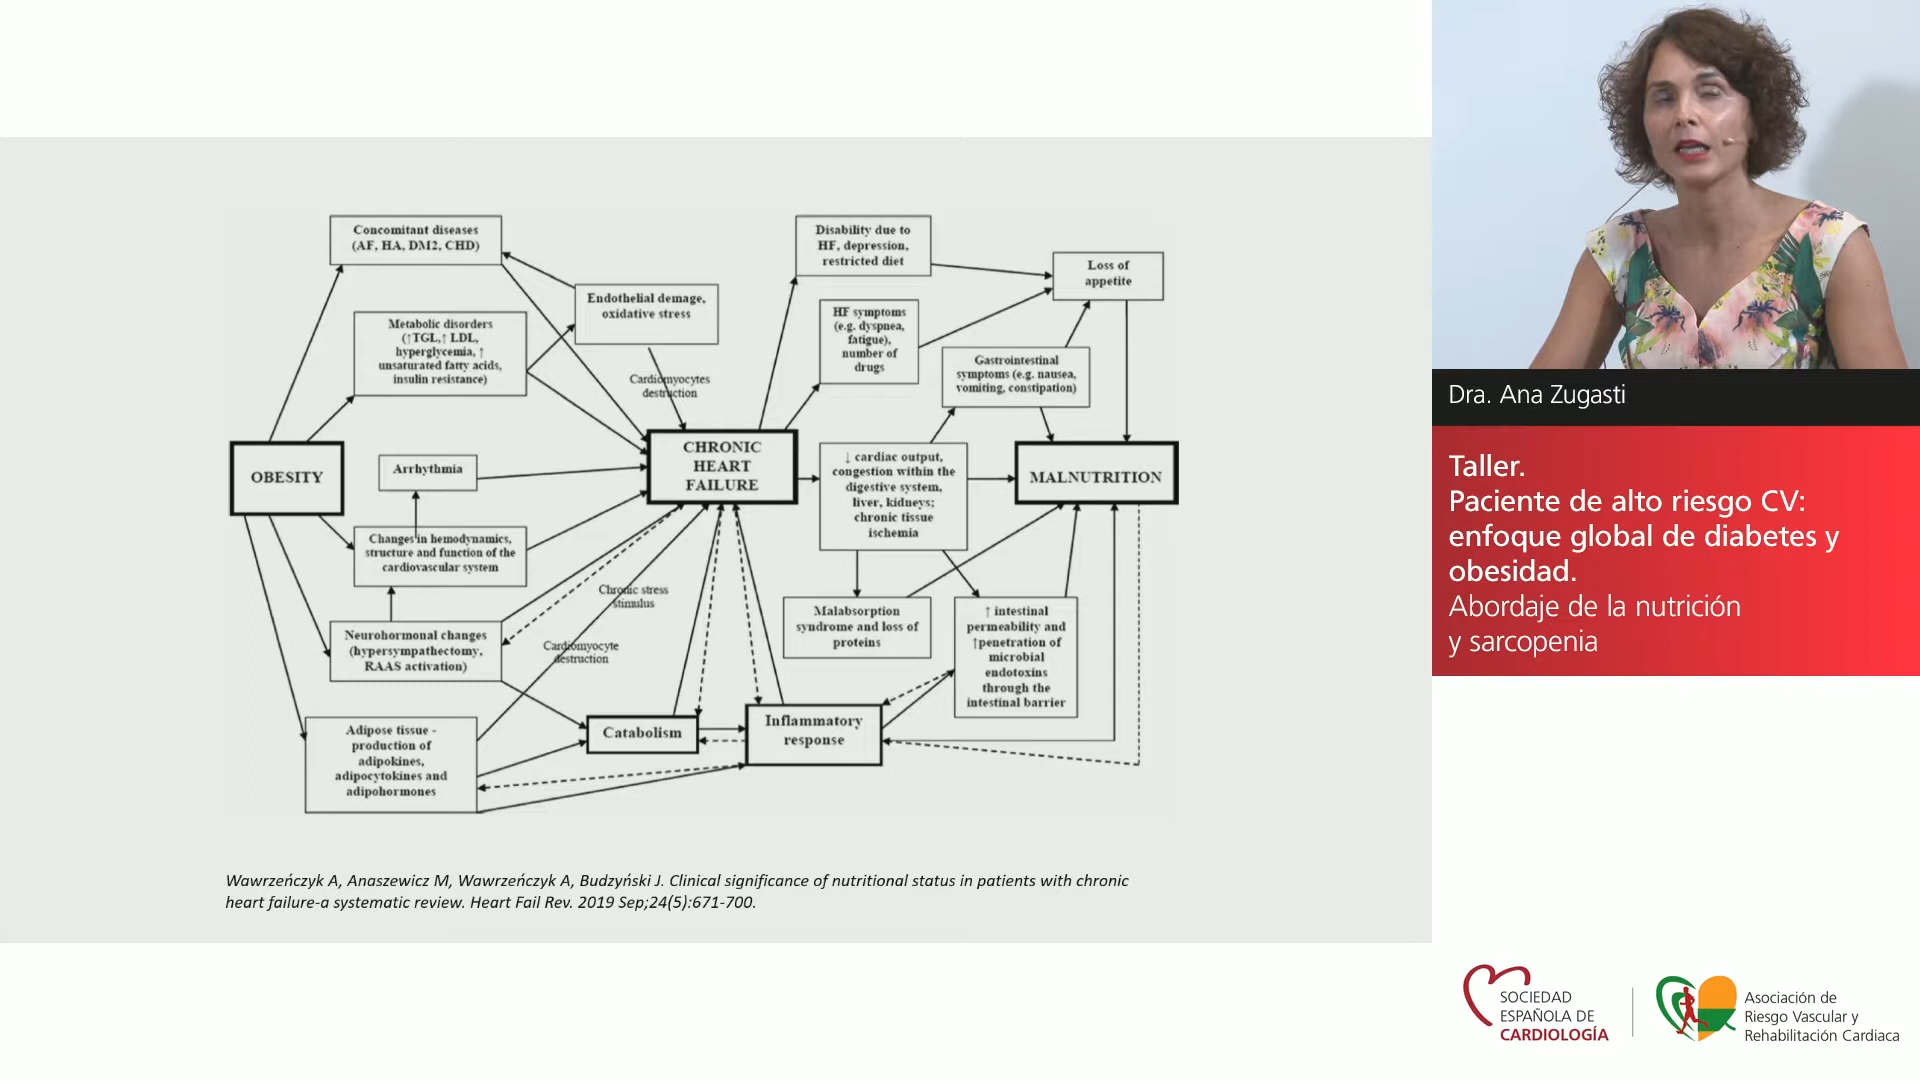 Concomitant diseases
(AF, HA, DM2, CHD)
Endothelial demage,
oxidative stress
Metabolic disorders
(↑TGL,↑ LDL,
hyperglycemia, ↑
unsaturated fatty acids,
insulin resistance)
Cardiomyocytes
destruction
OBESITY
Arrhythmia
CHRONIC
HEART
FAILURE
Changes in hemodynamics,
structure and function of the
cardiovascular system
Chronic stress
stimulus
Neurohormonal changes
(hypersympathectomy,
RAAS activation)
Cardiomyocyte
destruction
Adipose tissue -
production of
adipokines,
adipocytokines and
adipohormones
Catabolism
Inflammatory
response
Disability due to
HF, depression,
restricted diet
Loss of
appetite
HF symptoms
(e.g. dyspnea,
fatigue),
number of
drugs
Gastrointestinal
symptoms (e.g. nausea,
vomiting, constipation)
↓ cardiac output,
congestion within the
digestive system,
liver, kidneys;
chronic tissue
ischemia
MALNUTRITION
Malabsorption
syndrome and loss of
proteins
↑ intestinal
permeability and
↑penetration of
microbial
endotoxins
through the
intestinal barrier
Wawrzeńczyk A, Anaszewicz M, Wawrzeńczyk A, Budzyński J. Clinical significance of nutritional status in patients with chronic
heart failure-a systematic review. Heart Fail Rev. 2019 Sep;24(5):671-700.
Dra. Ana Zugasti
Taller.
Paciente de alto riesgo CV:
enfoque global de diabetes y
obesidad.
Abordaje de la nutrición
y sarcopenia
SOCIEDAD
ESPAÑOLA DE
CARDIOLOGÍA
Asociación de
Riesgo Vascular y
Rehabilitación Cardiaca